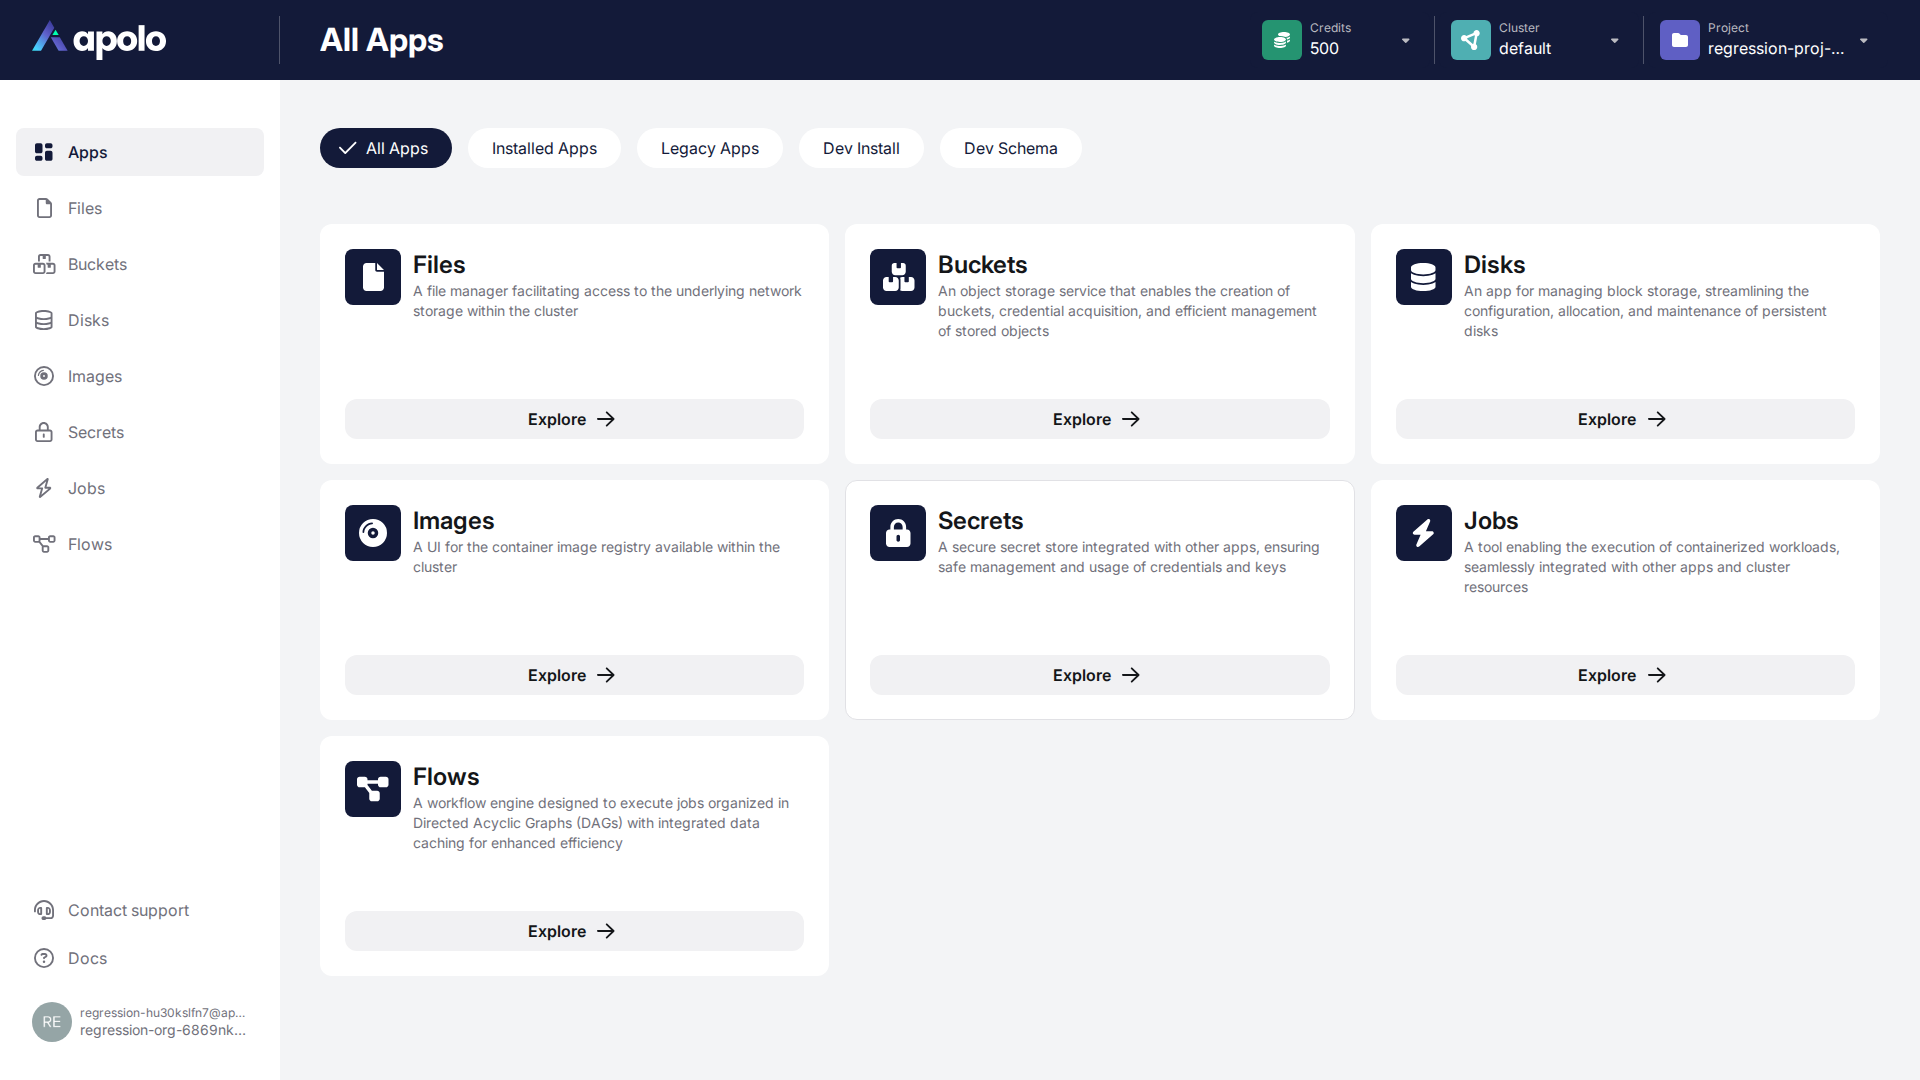 apolo
All Apps
Credits
500
Cluster
default
Project
regression-proj-...
Apps
Files
Buckets
Disks
Images
Secrets
Jobs
Flows
Contact support
Docs
RE
regression-hu30kslfn7@ap...
regression-org-6869nk...
All Apps
Installed Apps
Legacy Apps
Dev Install
Dev Schema
Files
A file manager facilitating access to the underlying network
storage within the cluster
Explore
Buckets
An object storage service that enables the creation of
buckets, credential acquisition, and efficient management
of stored objects
Explore
Disks
An app for managing block storage, streamlining the
configuration, allocation, and maintenance of persistent
disks
Explore
Images
A UI for the container image registry available within the
cluster
Explore
Secrets
A secure secret store integrated with other apps, ensuring
safe management and usage of credentials and keys
Explore
Jobs
A tool enabling the execution of containerized workloads,
seamlessly integrated with other apps and cluster
resources
Explore
Flows
A workflow engine designed to execute jobs organized in
Directed Acyclic Graphs (DAGs) with integrated data
caching for enhanced efficiency
Explore